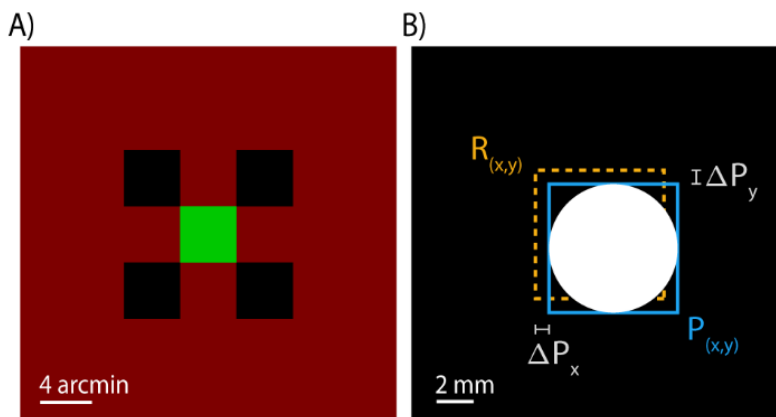 A)
4 arcmin
B)
R(x,y)
ΔPy
P(x,y)
ΔPx
2 mm